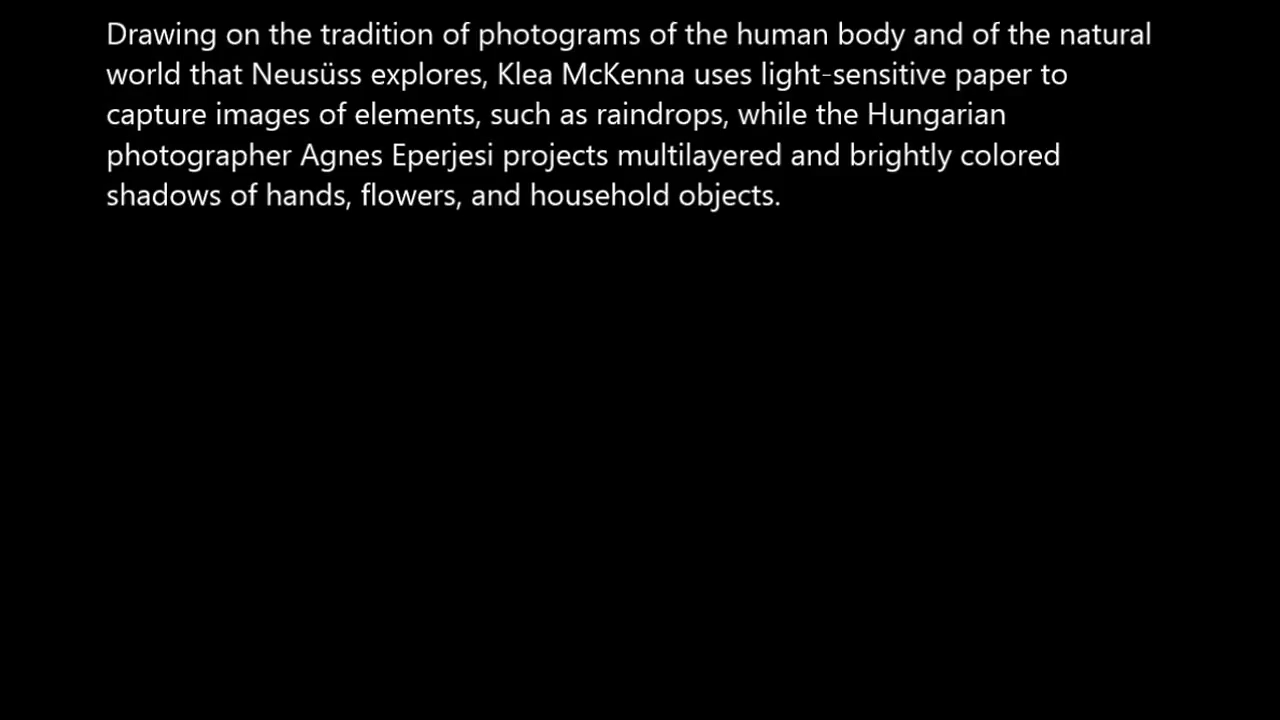 Drawing on the tradition of photograms of the human body and of the natural
world that Neusüss explores, Klea McKenna uses light-sensitive paper to
capture images of elements, such as raindrops, while the Hungarian
photographer Agnes Eperjesi projects multilayered and brightly colored
shadows of hands, flowers, and household objects.